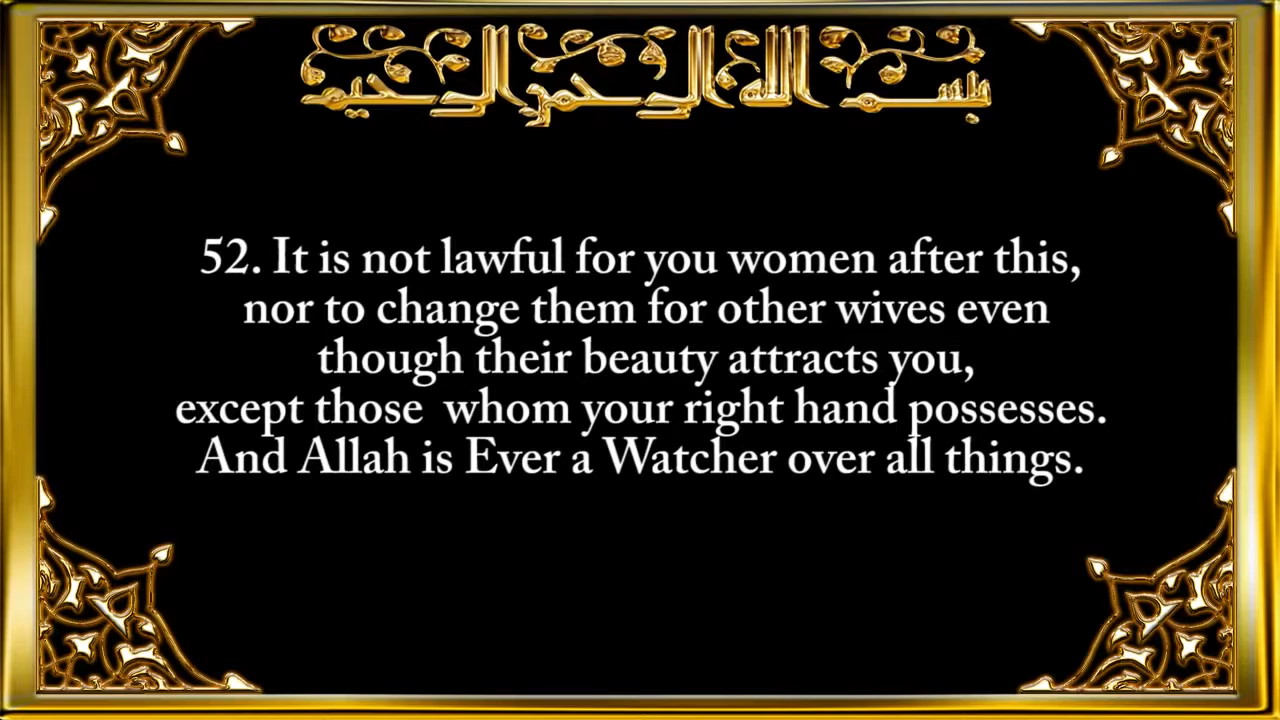 بسم الله الرحمن الرحيم
52. It is not lawful for you women after this,
nor to change them for other wives even
though their beauty attracts you,
except those  whom your right hand possesses.
And Allah is Ever a Watcher over all things.